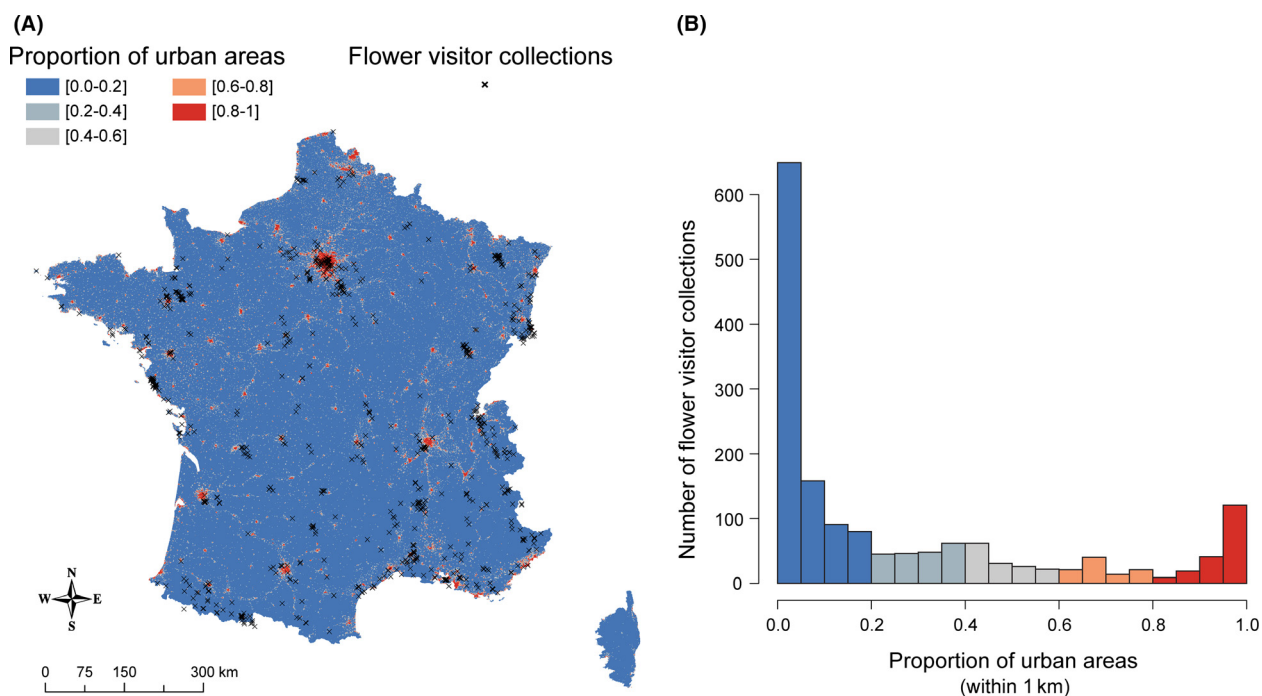 (A)
Proportion of urban areas
Flower visitor collections
[0.0-0.2]
[0.6-0.8]
[0.2-0.4]
[0.8-1]
[0.4-0.6]
N
W
E
S
0 75 150 300 km
(B)
Number of flower visitor collections
600
500
400
300
200
100
0
0.0 0.2 0.4 0.6 0.8 1.0
Proportion of urban areas
(within 1 km)